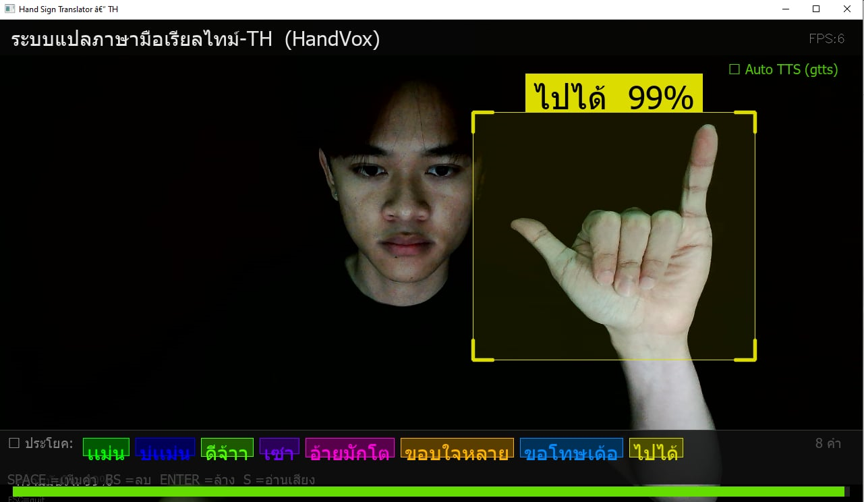 Hand Sign Translator â€“ TH
ระบบแปลภาษามือเรียลไทม์-TH (HandVox)
FPS:6
Auto TTS (gtts)
ไปได้ 99%
ประโยค: แม่น บ่แม่น ดีจ้าา เซา อ้ายมักโต ขอบใจหลาย ขอโทษเด้อ ไปได้
8 คำ
SPACE =เพิ่มคำ BS =ลบ ENTER =ล้าง S =อ่านเสียง